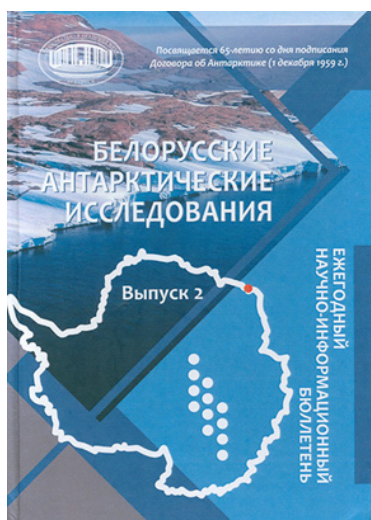 Посвящается 65-летию со дня подписания
Договора об Антарктике (1 декабря 1959 г.)
БЕЛОРУССКИЕ
АНТАРКТИЧЕСКИЕ
ИССЛЕДОВАНИЯ
Выпуск 2
ЕЖЕГОДНЫЙ
НАУЧНО-ИНФОРМАЦИОННЫЙ
БЮЛЛЕТЕНЬ